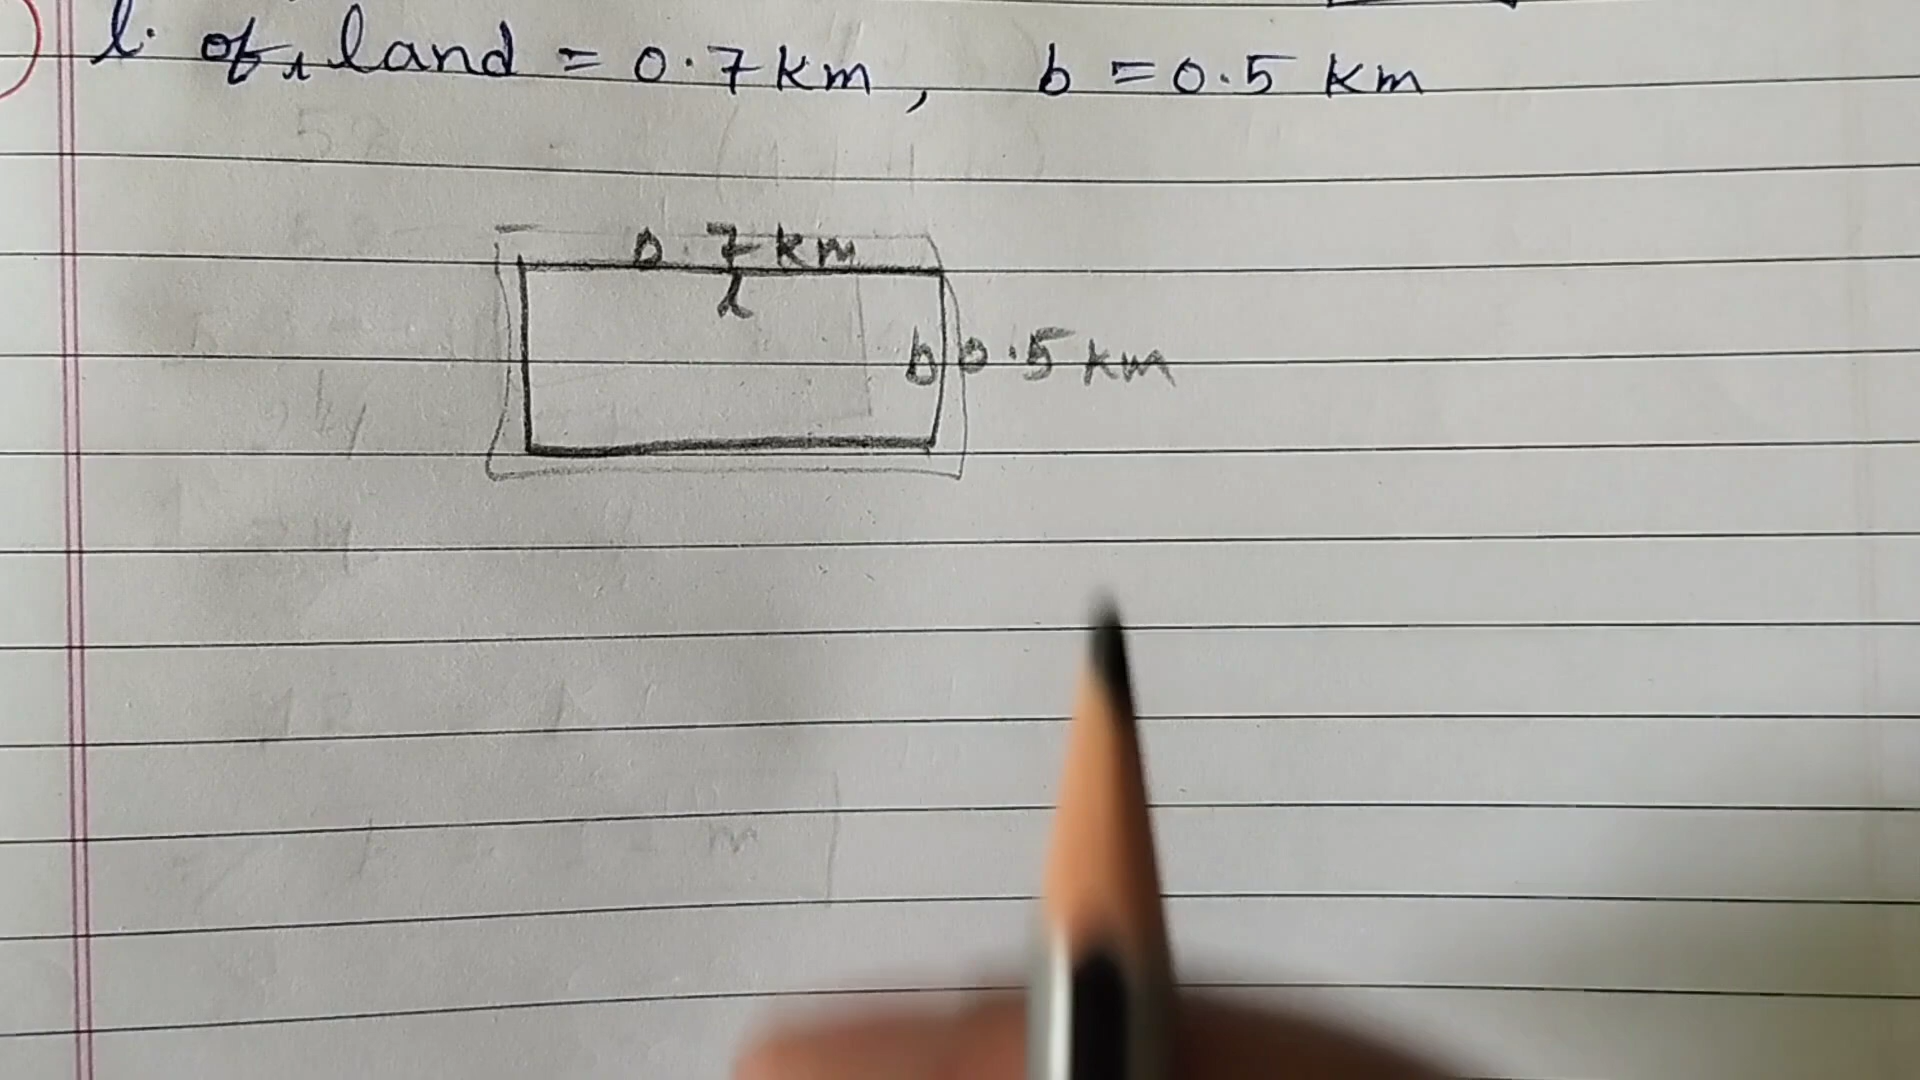 l. of land = 0.7 km, b = 0.5 km
0.7 km
l
b 0.5 km